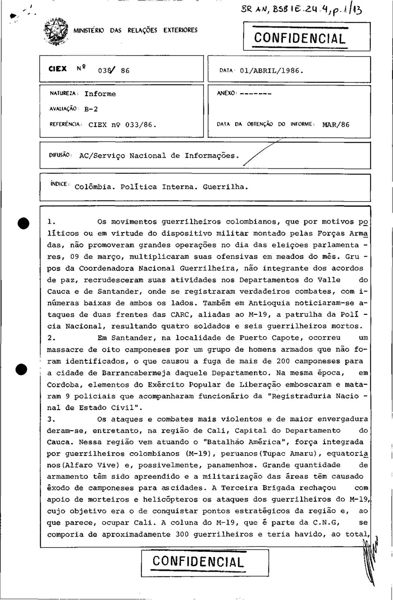 BR AN, BSB IE.24.4, p.1/13
MINISTÉRIO DAS RELAÇÕES EXTERIORES
CONFIDENCIAL
CIEX Nº 038/ 86
DATA: 01/ABRIL/1986.
NATUREZA: Informe
AVALIAÇÃO: B-2
REFERÊNCIA: CIEX nº 033/86.
ANEXO: -------
DATA DA OBTENÇÃO DO INFORME: MAR/86
DIFUSÃO: AC/Serviço Nacional de Informações.
ÍNDICE: Colômbia. Política Interna. Guerrilha.
1. Os movimentos guerrilheiros colombianos, que por motivos po
líticos ou em virtude do dispositivo militar montado pelas Forças Arma
das, não promoveram grandes operações no dia das eleiçoes parlamenta -
res, 09 de março, multiplicaram suas ofensivas em meados do mês. Gru -
pos da Coordenadora Nacional Guerrilheira, não integrante dos acordos
de paz, recrudesceram suas atividades nos Departamentos do Valle do
Cauca e de Santander, onde se registraram verdadeiros combates, com i-
números baixas de ambos os lados. Também em Antioquia noticiaram-se a-
taques de duas frentes das CARC, aliadas ao M-19, a patrulha da Polí -
cia Nacional, resultando quatro soldados e seis guerrilheiros mortos.
2. Em Santander, na localidade de Puerto Capote, ocorreu um
massacre de oito camponeses por um grupo de homens armados que não fo-
ram identificados, o que causou a fuga de mais de 200 camponeses para
a cidade de Barrancabermeja daquele Departamento. Na mesma época, em
Cordoba, elementos do Exército Popular de Liberação emboscaram e mata-
ram 9 policiais que acompanharam funcionário da "Registraduria Nacio -
nal de Estado Civil".
3. Os ataques e combates mais violentos e de maior envergadura
deram-se, entretanto, na região de Cali, Capital do Departamento do
Cauca. Nessa região vem atuando o "Batalhão América", força integrada
por guerrilheiros colombianos (M-19), peruanos(Tupac Amaru), equatoria
nos(Alfaro Vive) e, possivelmente, panamenhos. Grande quantidade de
armamento têm sido apreendido e a militarização das áreas têm causado
êxodo de camponeses para as cidades. A Terceira Brigada rechaçou com
apoio de morteiros e helicópteros os ataques dos guerrilheiros do M-19,
cujo objetivo era o de conquistar pontos estratégicos da região e, ao
que parece, ocupar Cali. A coluna do M-19, que é parte da C.N.G, se
comporia de aproximadamente 300 guerrilheiros e teria havido, ao total,
CONFIDENCIAL